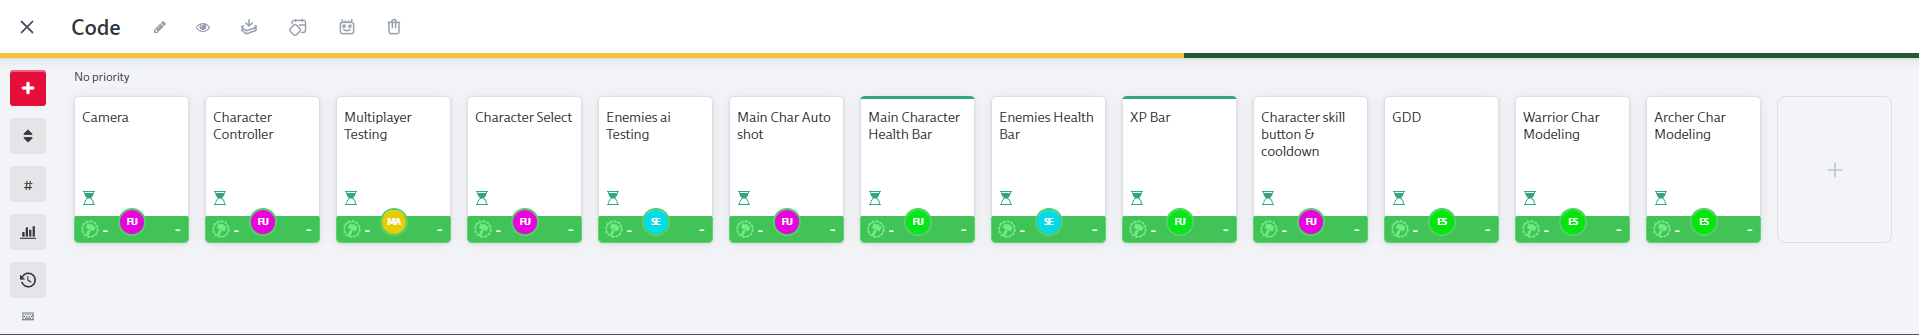 Code
No priority
Camera
Character
Controller
Multiplayer
Testing
Character Select
Enemies ai
Testing
Main Char Auto
shot
Main Character
Health Bar
Enemies Health
Bar
XP Bar
Character skill
button &
cooldown
GDD
Warrior Char
Modeling
Archer Char
Modeling
FU
- -
FU
- -
MA
- -
FU
- -
SE
- -
FU
- -
FU
- -
SE
- -
FU
- -
FU
- -
ES
- -
ES
- -
ES
- -
#